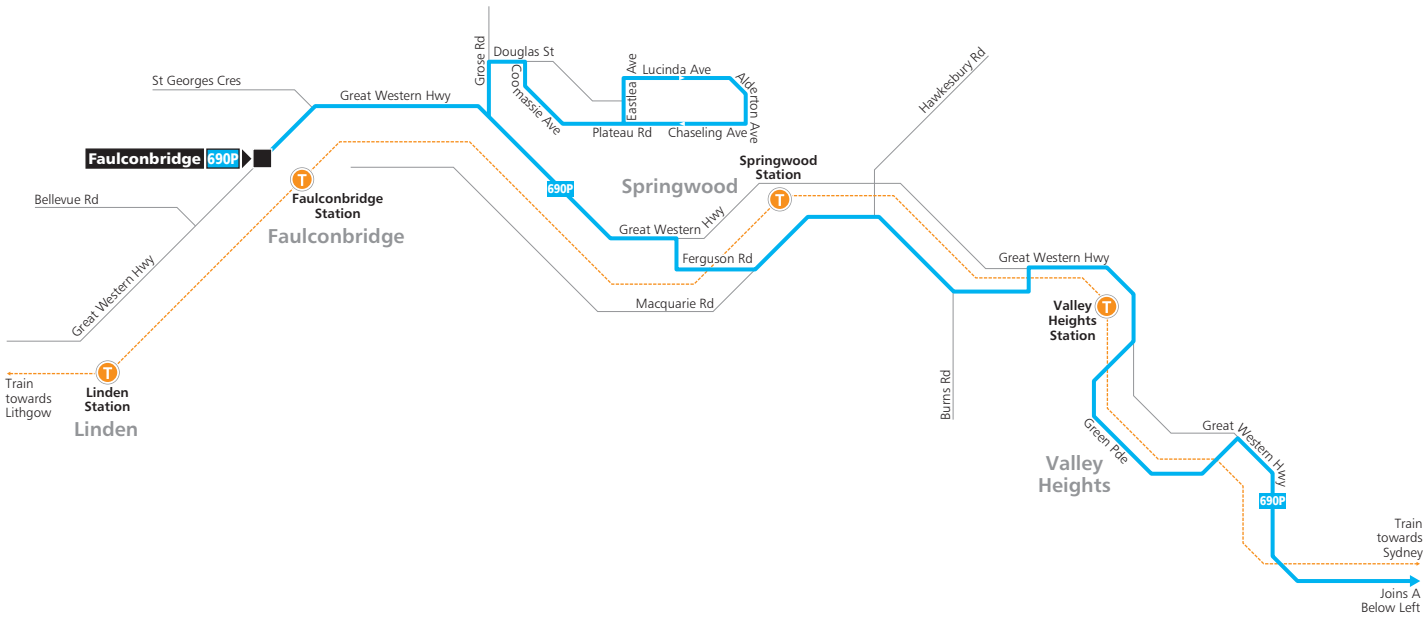 Grose Rd
Douglas St
Coomassie Ave
Eastlea Ave
Lucinda Ave
Alderton Ave
Plateau Rd
Chaseling Ave
Hawkesbury Rd
St Georges Cres
Great Western Hwy
Faulconbridge 690P
T
Faulconbridge
Station
Faulconbridge
Bellevue Rd
Great Western Hwy
690P
Springwood
Springwood
Station
T
Great Western Hwy
Ferguson Rd
Macquarie Rd
Great Western Hwy
Valley
Heights
Station
T
Burns Rd
Train
towards
Lithgow
T
Linden
Station
Linden
Green Pde
Valley
Heights
Great Western Hwy
690P
Train
towards
Sydney
Joins A
Below Left